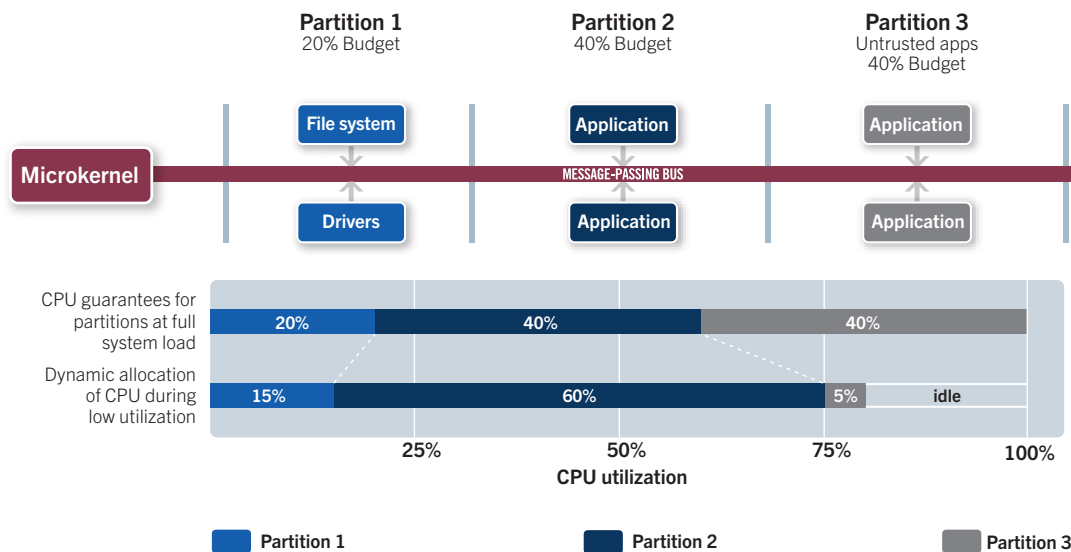 Partition 1
20% Budget
Partition 2
40% Budget
Partition 3
Untrusted apps
40% Budget
File system
Application
Application
Microkernel
MESSAGE-PASSING BUS
Drivers
Application
Application
CPU guarantees for
partitions at full
system load
20%
40%
40%
Dynamic allocation
of CPU during
low utilization
15%
60%
5%
idle
25%
50%
75%
100%
CPU utilization
Partition 1
Partition 2
Partition 3